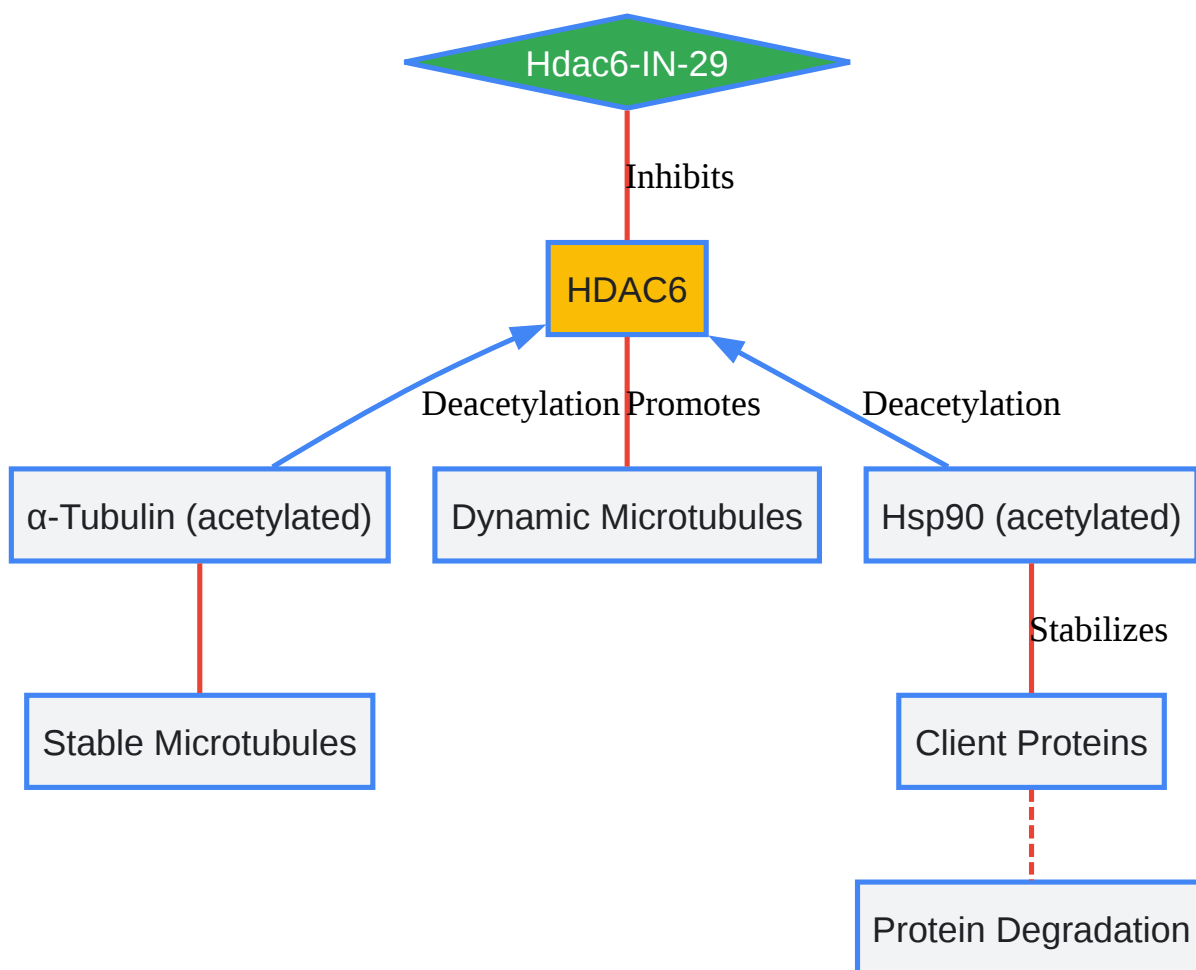 Hdac6-IN-29
Inhibits
HDAC6
Deacetylation
Promotes
Deacetylation
α-Tubulin (acetylated)
Dynamic Microtubules
Hsp90 (acetylated)
Stabilizes
Stable Microtubules
Client Proteins
Protein Degradation